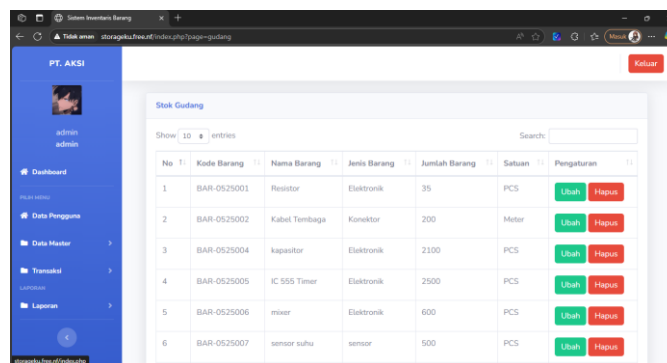 Sistem Inventaris Barang
Tidak aman storageku.free.nf/index.php?page=gudang
Masuk
PT. AKSI
Keluar
admin
admin
Dashboard
PILIH MENU
Data Pengguna
Data Master
Transaksi
LAPORAN
Laporan
Stok Gudang
Show 10 entries
Search:
No Kode Barang Nama Barang Jenis Barang Jumlah Barang Satuan Pengaturan
1 BAR-0525001 Resistor Elektronik 35 PCS Ubah Hapus
2 BAR-0525002 Kabel Tembaga Konektor 200 Meter Ubah Hapus
3 BAR-0525004 kapasitor Elektronik 2100 PCS Ubah Hapus
4 BAR-0525005 IC 555 Timer Elektronik 2500 PCS Ubah Hapus
5 BAR-0525006 mixer Elektronik 600 PCS Ubah Hapus
6 BAR-0525007 sensor suhu sensor 500 PCS Ubah Hapus
storageku.free.nf/index.php